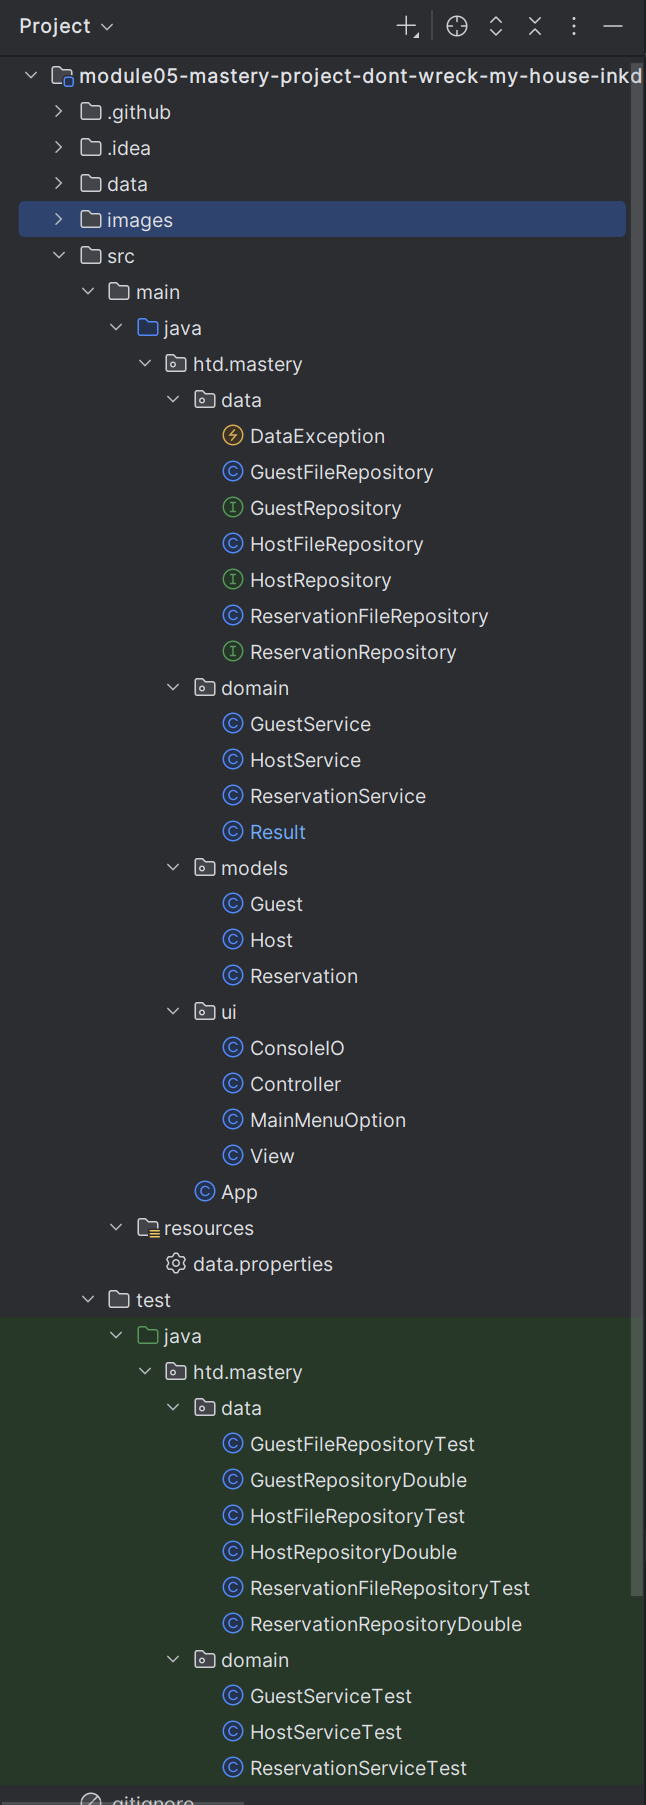 Project
module05-mastery-project-dont-wreck-my-house-inkd
.github
.idea
data
images
src
main
java
htd.mastery
data
DataException
GuestFileRepository
GuestRepository
HostFileRepository
HostRepository
ReservationFileRepository
ReservationRepository
domain
GuestService
HostService
ReservationService
Result
models
Guest
Host
Reservation
ui
ConsoleIO
Controller
MainMenuOption
View
App
resources
data.properties
test
java
htd.mastery
data
GuestFileRepositoryTest
GuestRepositoryDouble
HostFileRepositoryTest
HostRepositoryDouble
ReservationFileRepositoryTest
ReservationRepositoryDouble
domain
GuestServiceTest
HostServiceTest
ReservationServiceTest
.gitignore